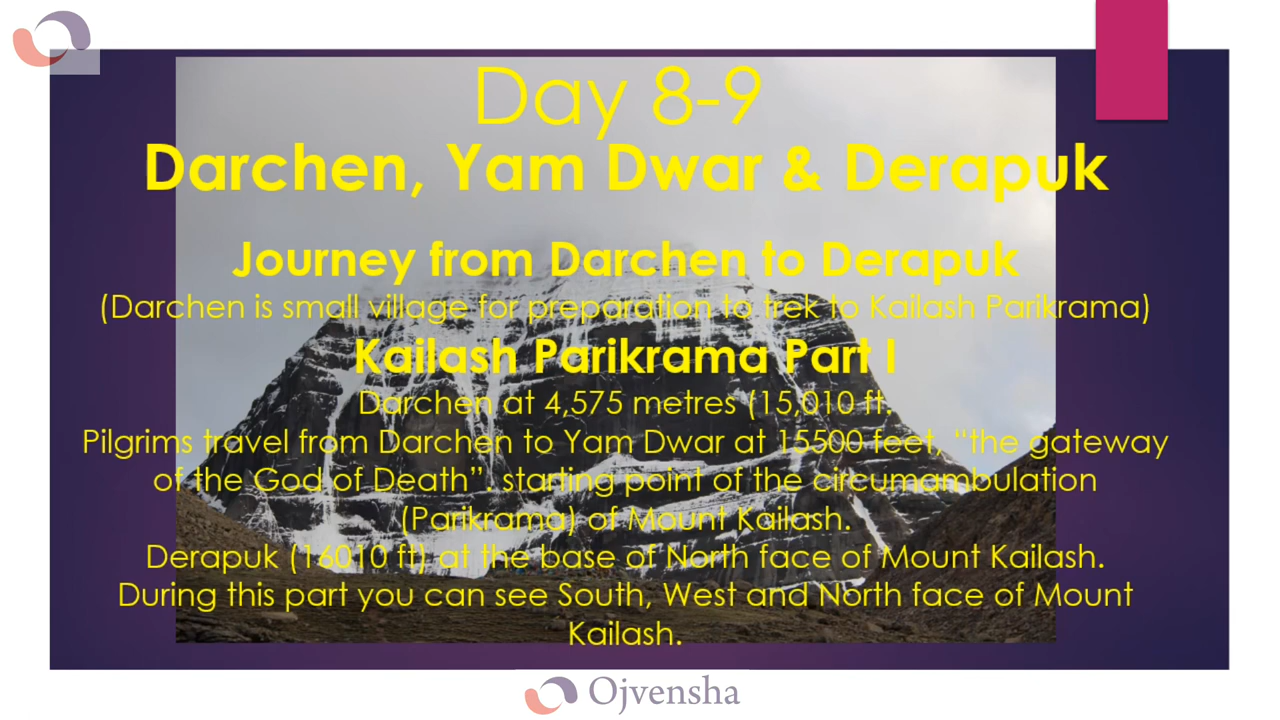 Day 8-9
Darchen, Yam Dwar & Derapuk
Journey from Darchen to Derapuk
(Darchen is small village for preparation to trek to Kailash Parikrama)
Kailash Parikrama Part I
Darchen at 4,575 metres (15,010 ft.
Pilgrims travel from Darchen to Yam Dwar at 15500 feet, “the gateway
of the God of Death”. starting point of the circumambulation
(Parikrama) of Mount Kailash.
Derapuk (16010 ft) at the base of North face of Mount Kailash.
During this part you can see South, West and North face of Mount
Kailash.
Ojvensha